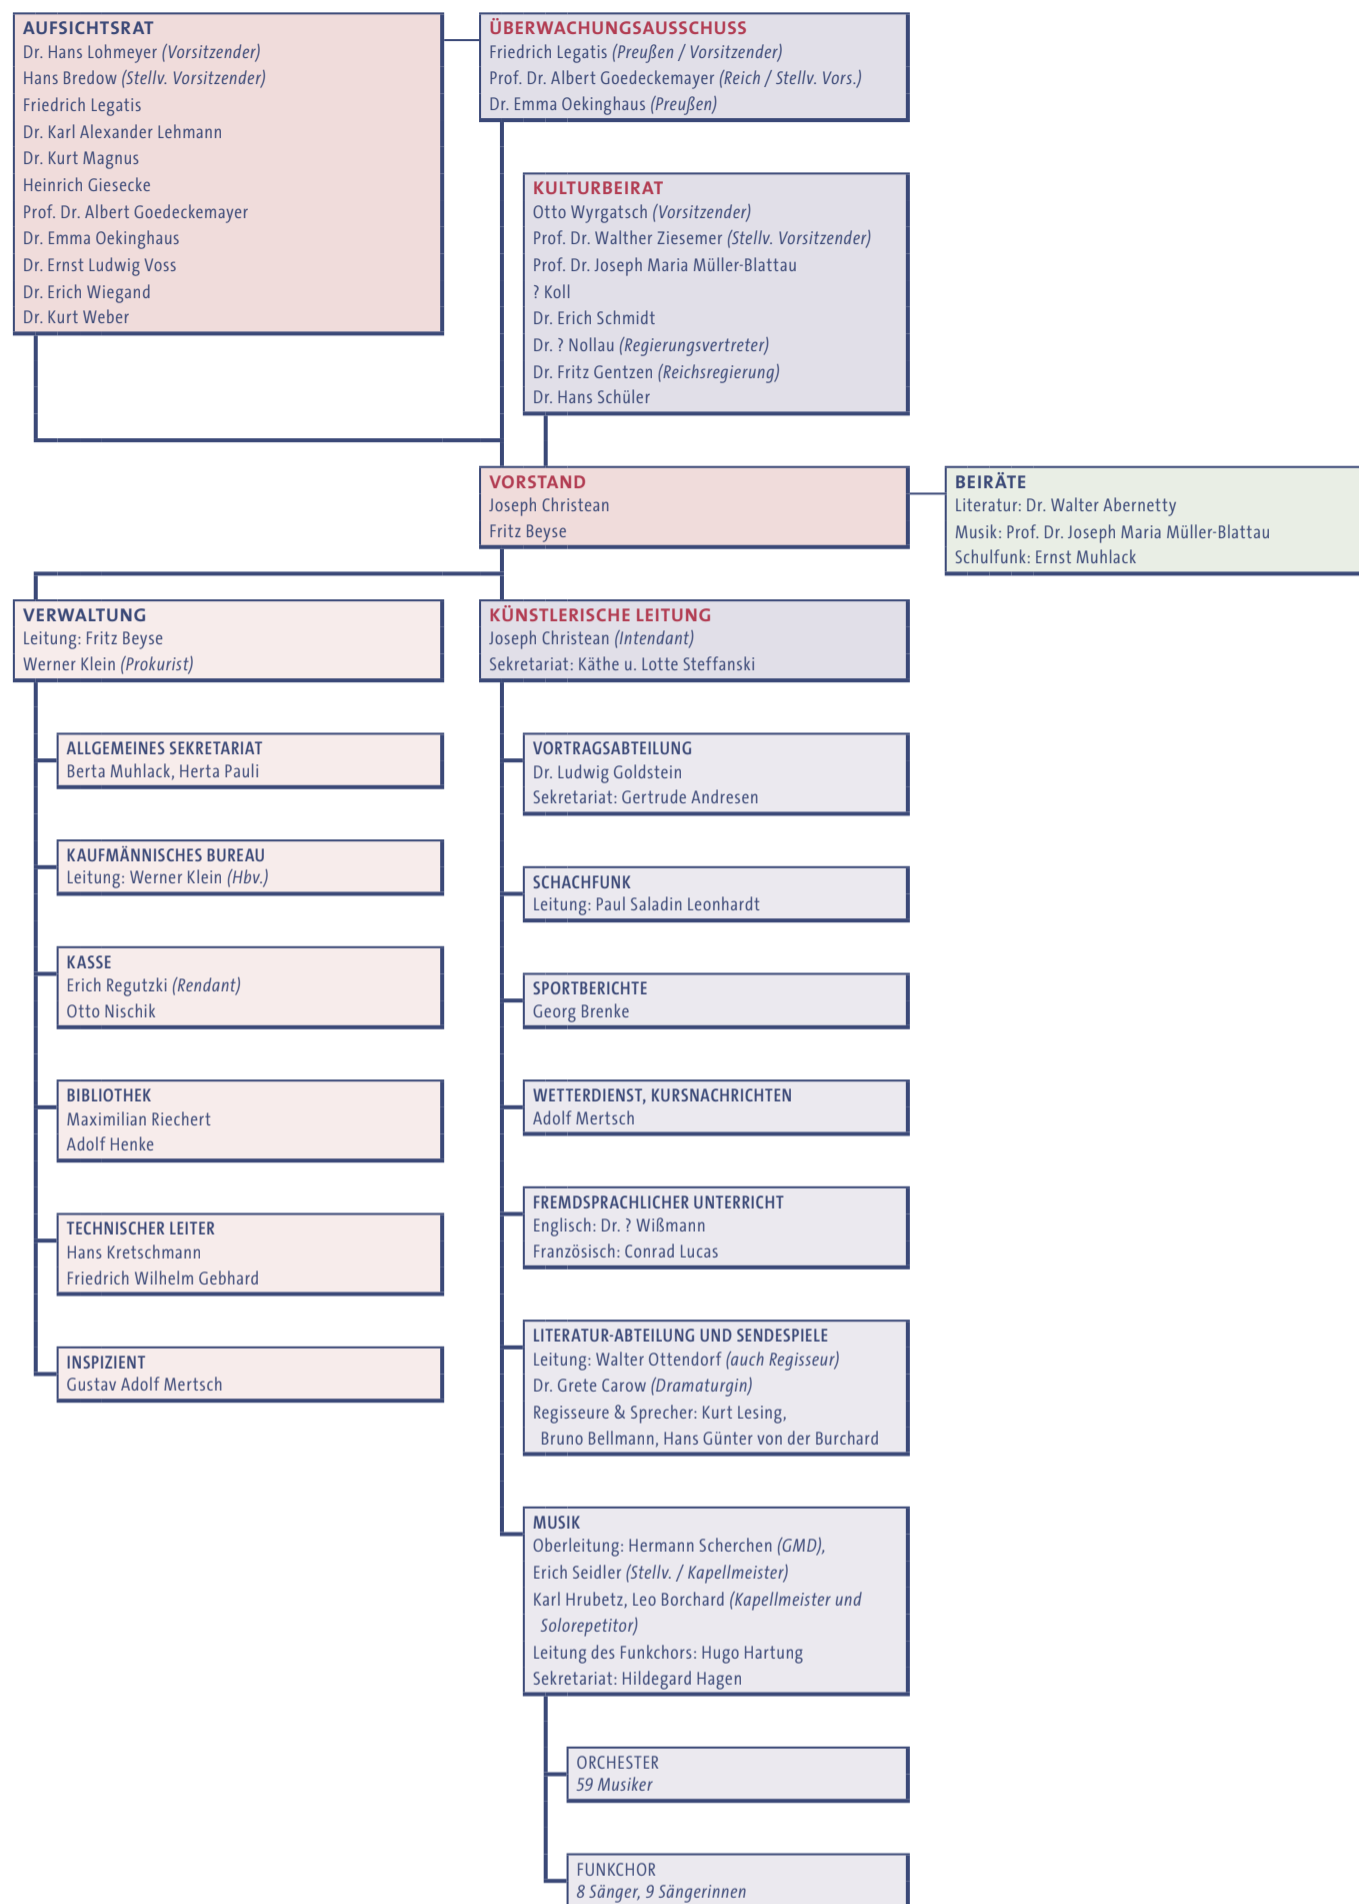 AUFSICHTSRAT
Dr. Hans Lohmeyer (Vorsitzender)
Hans Bredow (Stellv. Vorsitzender)
Friedrich Legatis
Dr. Karl Alexander Lehmann
Dr. Kurt Magnus
Heinrich Giesecke
Prof. Dr. Albert Goedeckemayer
Dr. Emma Oekinghaus
Dr. Ernst Ludwig Voss
Dr. Erich Wiegand
Dr. Kurt Weber
ÜBERWACHUNGSAUSSCHUSS
Friedrich Legatis (Preußen / Vorsitzender)
Prof. Dr. Albert Goedeckemayer (Reich / Stellv. Vors.)
Dr. Emma Oekinghaus (Preußen)
KULTURBEIRAT
Otto Wyrgatsch (Vorsitzender)
Prof. Dr. Walther Ziesemer (Stellv. Vorsitzender)
Prof. Dr. Joseph Maria Müller-Blattau
? Koll
Dr. Erich Schmidt
Dr. ? Nollau (Regierungsvertreter)
Dr. Fritz Gentzen (Reichsregierung)
Dr. Hans Schüler
VORSTAND
Joseph Christean
Fritz Beyse
BEIRÄTE
Literatur: Dr. Walter Abernetty
Musik: Prof. Dr. Joseph Maria Müller-Blattau
Schulfunk: Ernst Muhlack
VERWALTUNG
Leitung: Fritz Beyse
Werner Klein (Prokurist)
ALLGEMEINES SEKRETARIAT
Berta Muhlack, Herta Pauli
KAUFMÄNNISCHES BUREAU
Leitung: Werner Klein (Hbv.)
KASSE
Erich Regutzki (Rendant)
Otto Nischik
BIBLIOTHEK
Maximilian Riechert
Adolf Henke
TECHNISCHER LEITER
Hans Kretschmann
Friedrich Wilhelm Gebhard
INSPIZIENT
Gustav Adolf Mertsch
KÜNSTLERISCHE LEITUNG
Joseph Christean (Intendant)
Sekretariat: Käthe u. Lotte Steffanski
VORTRAGSABTEILUNG
Dr. Ludwig Goldstein
Sekretariat: Gertrude Andresen
SCHACHFUNK
Leitung: Paul Saladin Leonhardt
SPORTBERICHTE
Georg Brenke
WETTERDIENST, KURSNACHRICHTEN
Adolf Mertsch
FREMDSPRACHLICHER UNTERRICHT
Englisch: Dr. ? Wißmann
Französisch: Conrad Lucas
LITERATUR-ABTEILUNG UND SENDESPIELE
Leitung: Walter Ottendorf (auch Regisseur)
Dr. Grete Carow (Dramaturgin)
Regisseure & Sprecher: Kurt Lesing,
Bruno Bellmann, Hans Günter von der Burchard
MUSIK
Oberleitung: Hermann Scherchen (GMD),
Erich Seidler (Stellv. / Kapellmeister)
Karl Hrubetz, Leo Borchard (Kapellmeister und
Solorepetitor)
Leitung des Funkchors: Hugo Hartung
Sekretariat: Hildegard Hagen
ORCHESTER
59 Musiker
FUNKCHOR
8 Sänger, 9 Sängerinnen